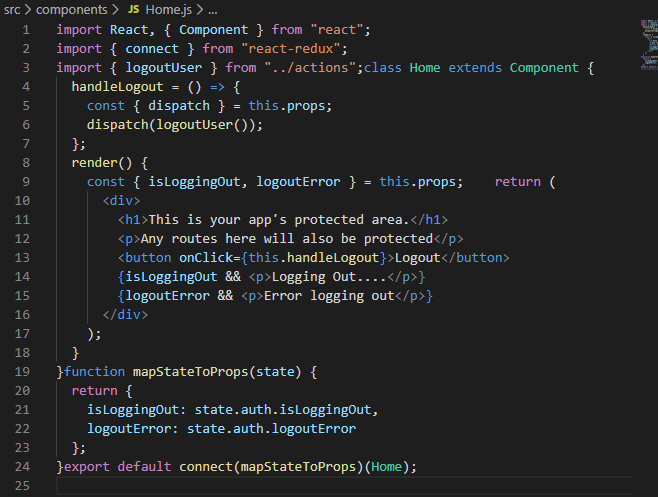 src > components > JS Home.js > ...
1 import React, { Component } from "react";
2 import { connect } from "react-redux";
3 import { logoutUser } from "../actions";class Home extends Component {
4   handleLogout = () => {
5     const { dispatch } = this.props;
6     dispatch(logoutUser());
7   };
8   render() {
9     const { isLoggingOut, logoutError } = this.props;    return (
10       <div>
11         <h1>This is your app's protected area.</h1>
12         <p>Any routes here will also be protected</p>
13         <button onClick={this.handleLogout}>Logout</button>
14         {isLoggingOut && <p>Logging Out....</p>}
15         {logoutError && <p>Error logging out</p>}
16       </div>
17     );
18   }
19 }function mapStateToProps(state) {
20   return {
21     isLoggingOut: state.auth.isLoggingOut,
22     logoutError: state.auth.logoutError
23   };
24 }export default connect(mapStateToProps)(Home);
25